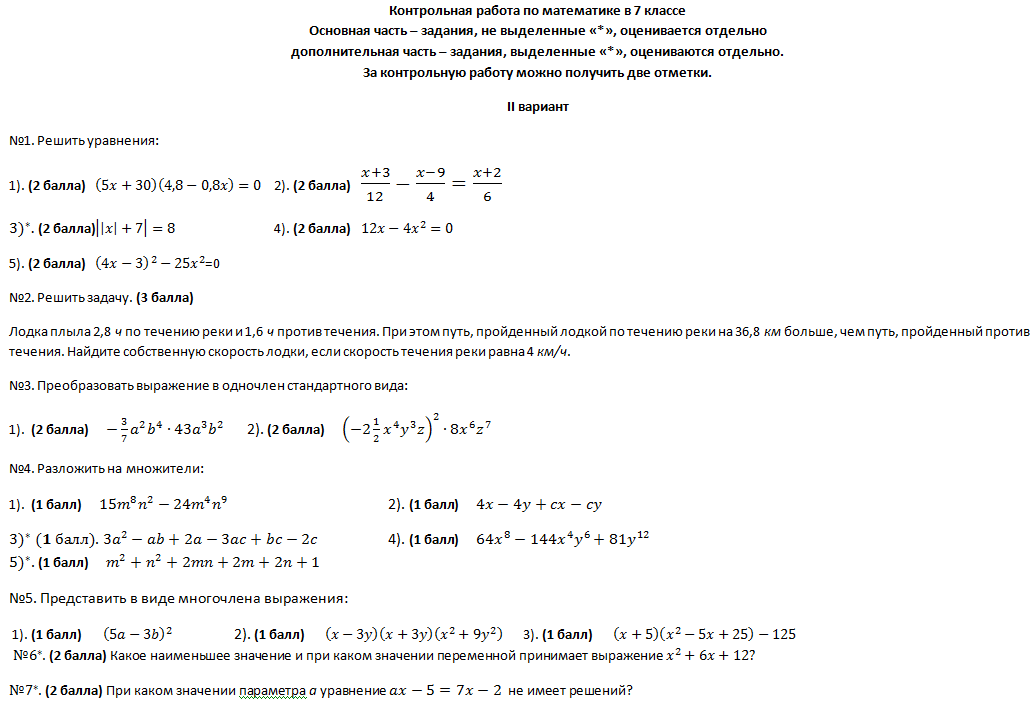 Контрольная работа по математике в 7 классе
Основная часть – задания, не выделенные «*», оценивается отдельно
дополнительная часть – задания, выделенные «*», оцениваются отдельно.
За контрольную работу можно получить две отметки.
II вариант
№1. Решить уравнения:
1). (2 балла) (5x + 30)(4,8 − 0,8x) = 0 2). (2 балла) (x+3)/12 − (x−9)/4 = (x+2)/6
3)*. (2 балла) ||x| + 7| = 8 4). (2 балла) 12x − 4x² = 0
5). (2 балла) (4x − 3)² − 25x²=0
№2. Решить задачу. (3 балла)
Лодка плыла 2,8 ч по течению реки и 1,6 ч против течения. При этом путь, пройденный лодкой по течению реки на 36,8 км больше, чем путь, пройденный против
течения. Найдите собственную скорость лодки, если скорость течения реки равна 4 км/ч.
№3. Преобразовать выражение в одночлен стандартного вида:
1). (2 балла) −3/7 a²b⁴ · 43a³b² 2). (2 балла) (−2 1/2 x⁴y³z)² · 8x⁶z⁷
№4. Разложить на множители:
1). (1 балл) 15m⁸n² − 24m⁴n⁹ 2). (1 балл) 4x − 4y + cx − cy
3)* (1 балл). 3a² − ab + 2a − 3ac + bc − 2c 4). (1 балл) 64x⁸ − 144x⁴y⁶ + 81y¹²
5)*. (1 балл) m² + n² + 2mn + 2m + 2n + 1
№5. Представить в виде многочлена выражения:
1). (1 балл) (5a − 3b)² 2). (1 балл) (x − 3y)(x + 3y)(x² + 9y²) 3). (1 балл) (x + 5)(x² − 5x + 25) − 125
№6*. (2 балла) Какое наименьшее значение и при каком значении переменной принимает выражение x² + 6x + 12?
№7*. (2 балла) При каком значении параметра a уравнение ax − 5 = 7x − 2 не имеет решений?